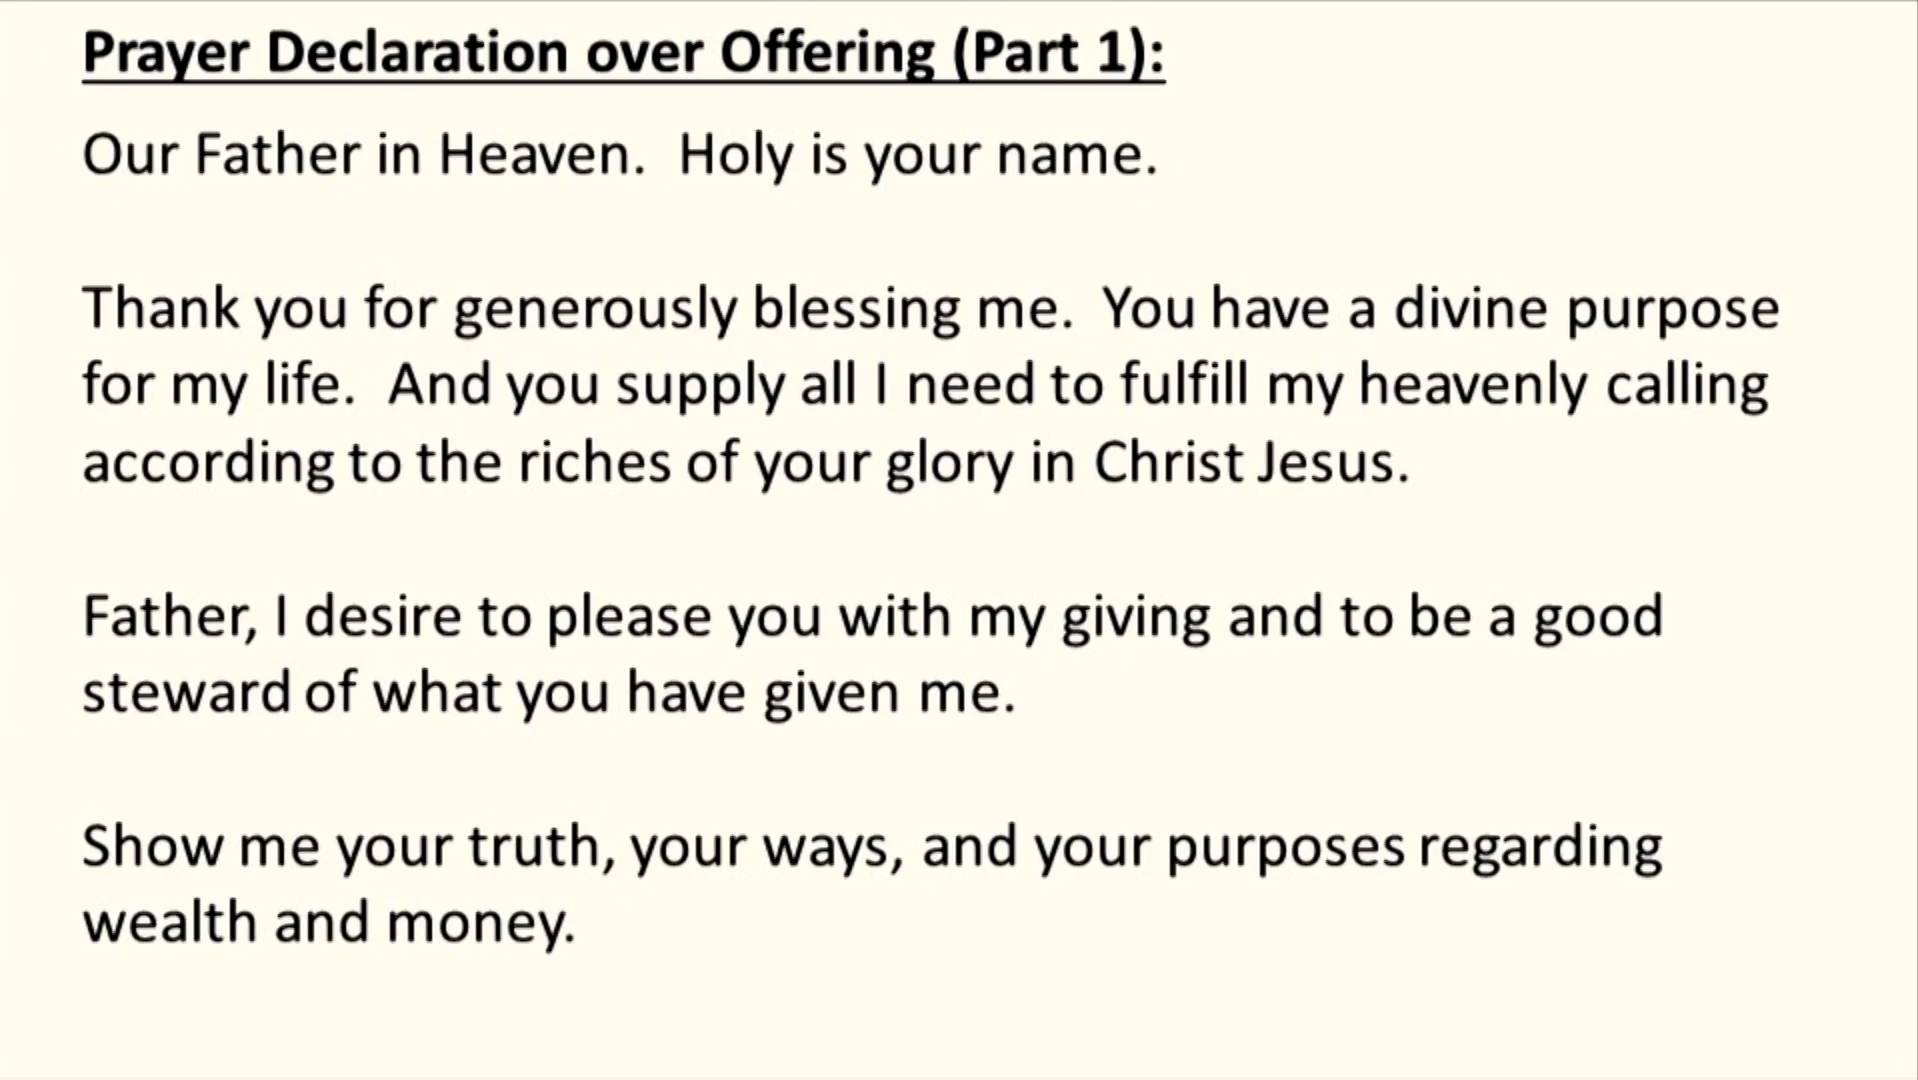 Prayer Declaration over Offering (Part 1):
Our Father in Heaven.  Holy is your name.
Thank you for generously blessing me.  You have a divine purpose
for my life.  And you supply all I need to fulfill my heavenly calling
according to the riches of your glory in Christ Jesus.
Father, I desire to please you with my giving and to be a good
steward of what you have given me.
Show me your truth, your ways, and your purposes regarding
wealth and money.